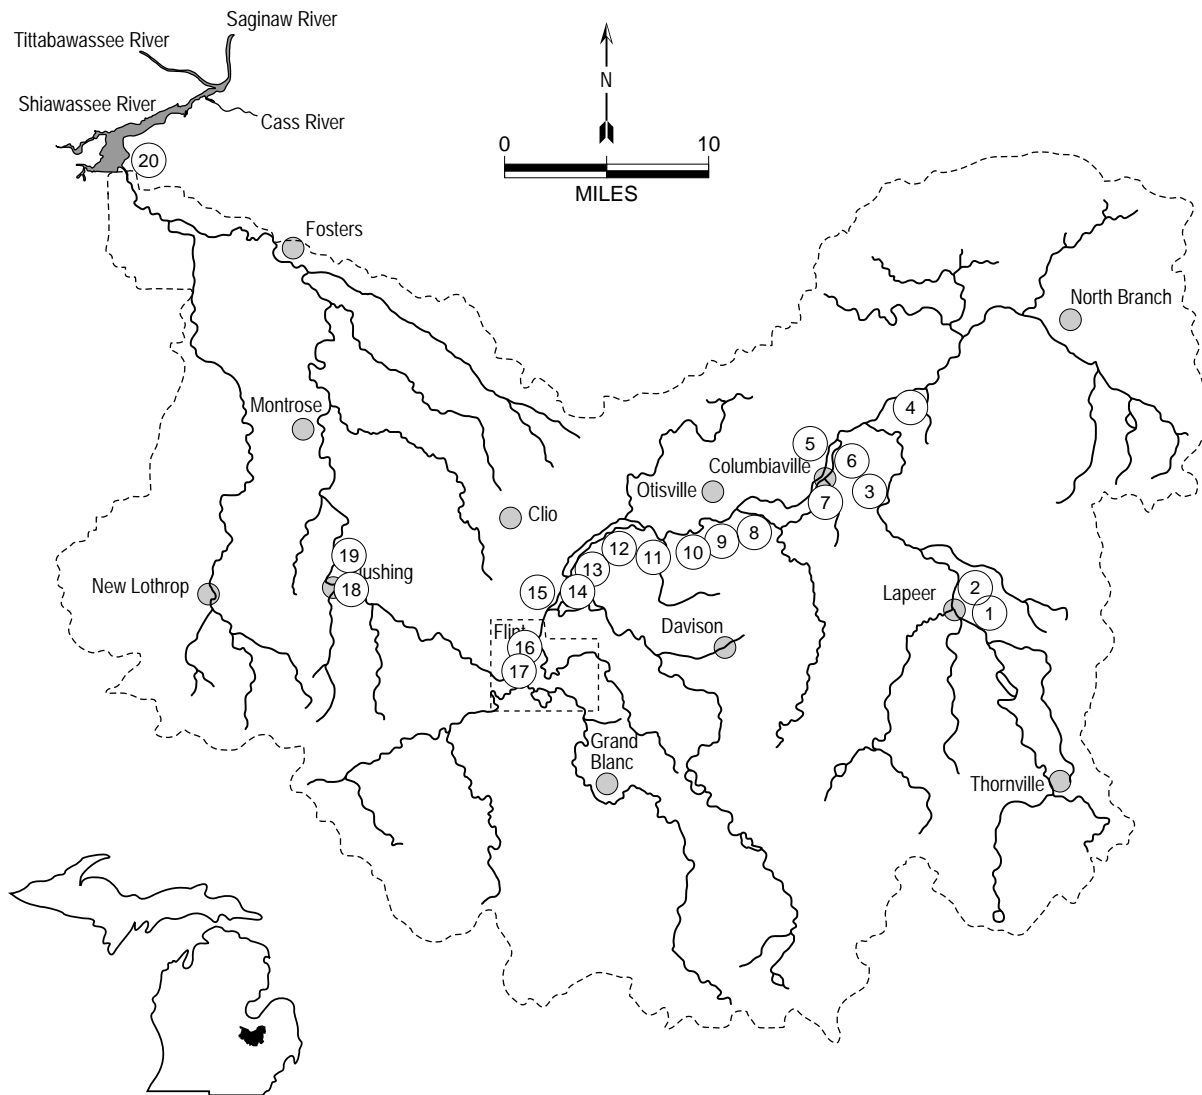 Saginaw River
Tittabawassee River
Shiawassee River
Cass River
N
0 10
MILES
20
Fosters
North Branch
Montrose
4
5
Columbiaville
6
Otisville
3
7
Clio
8
9
10
11
12
13
14
15
19
ushing
18
New Lothrop
2
Lapeer
1
Flin
16
17
Davison
Grand
Blanc
Thornville